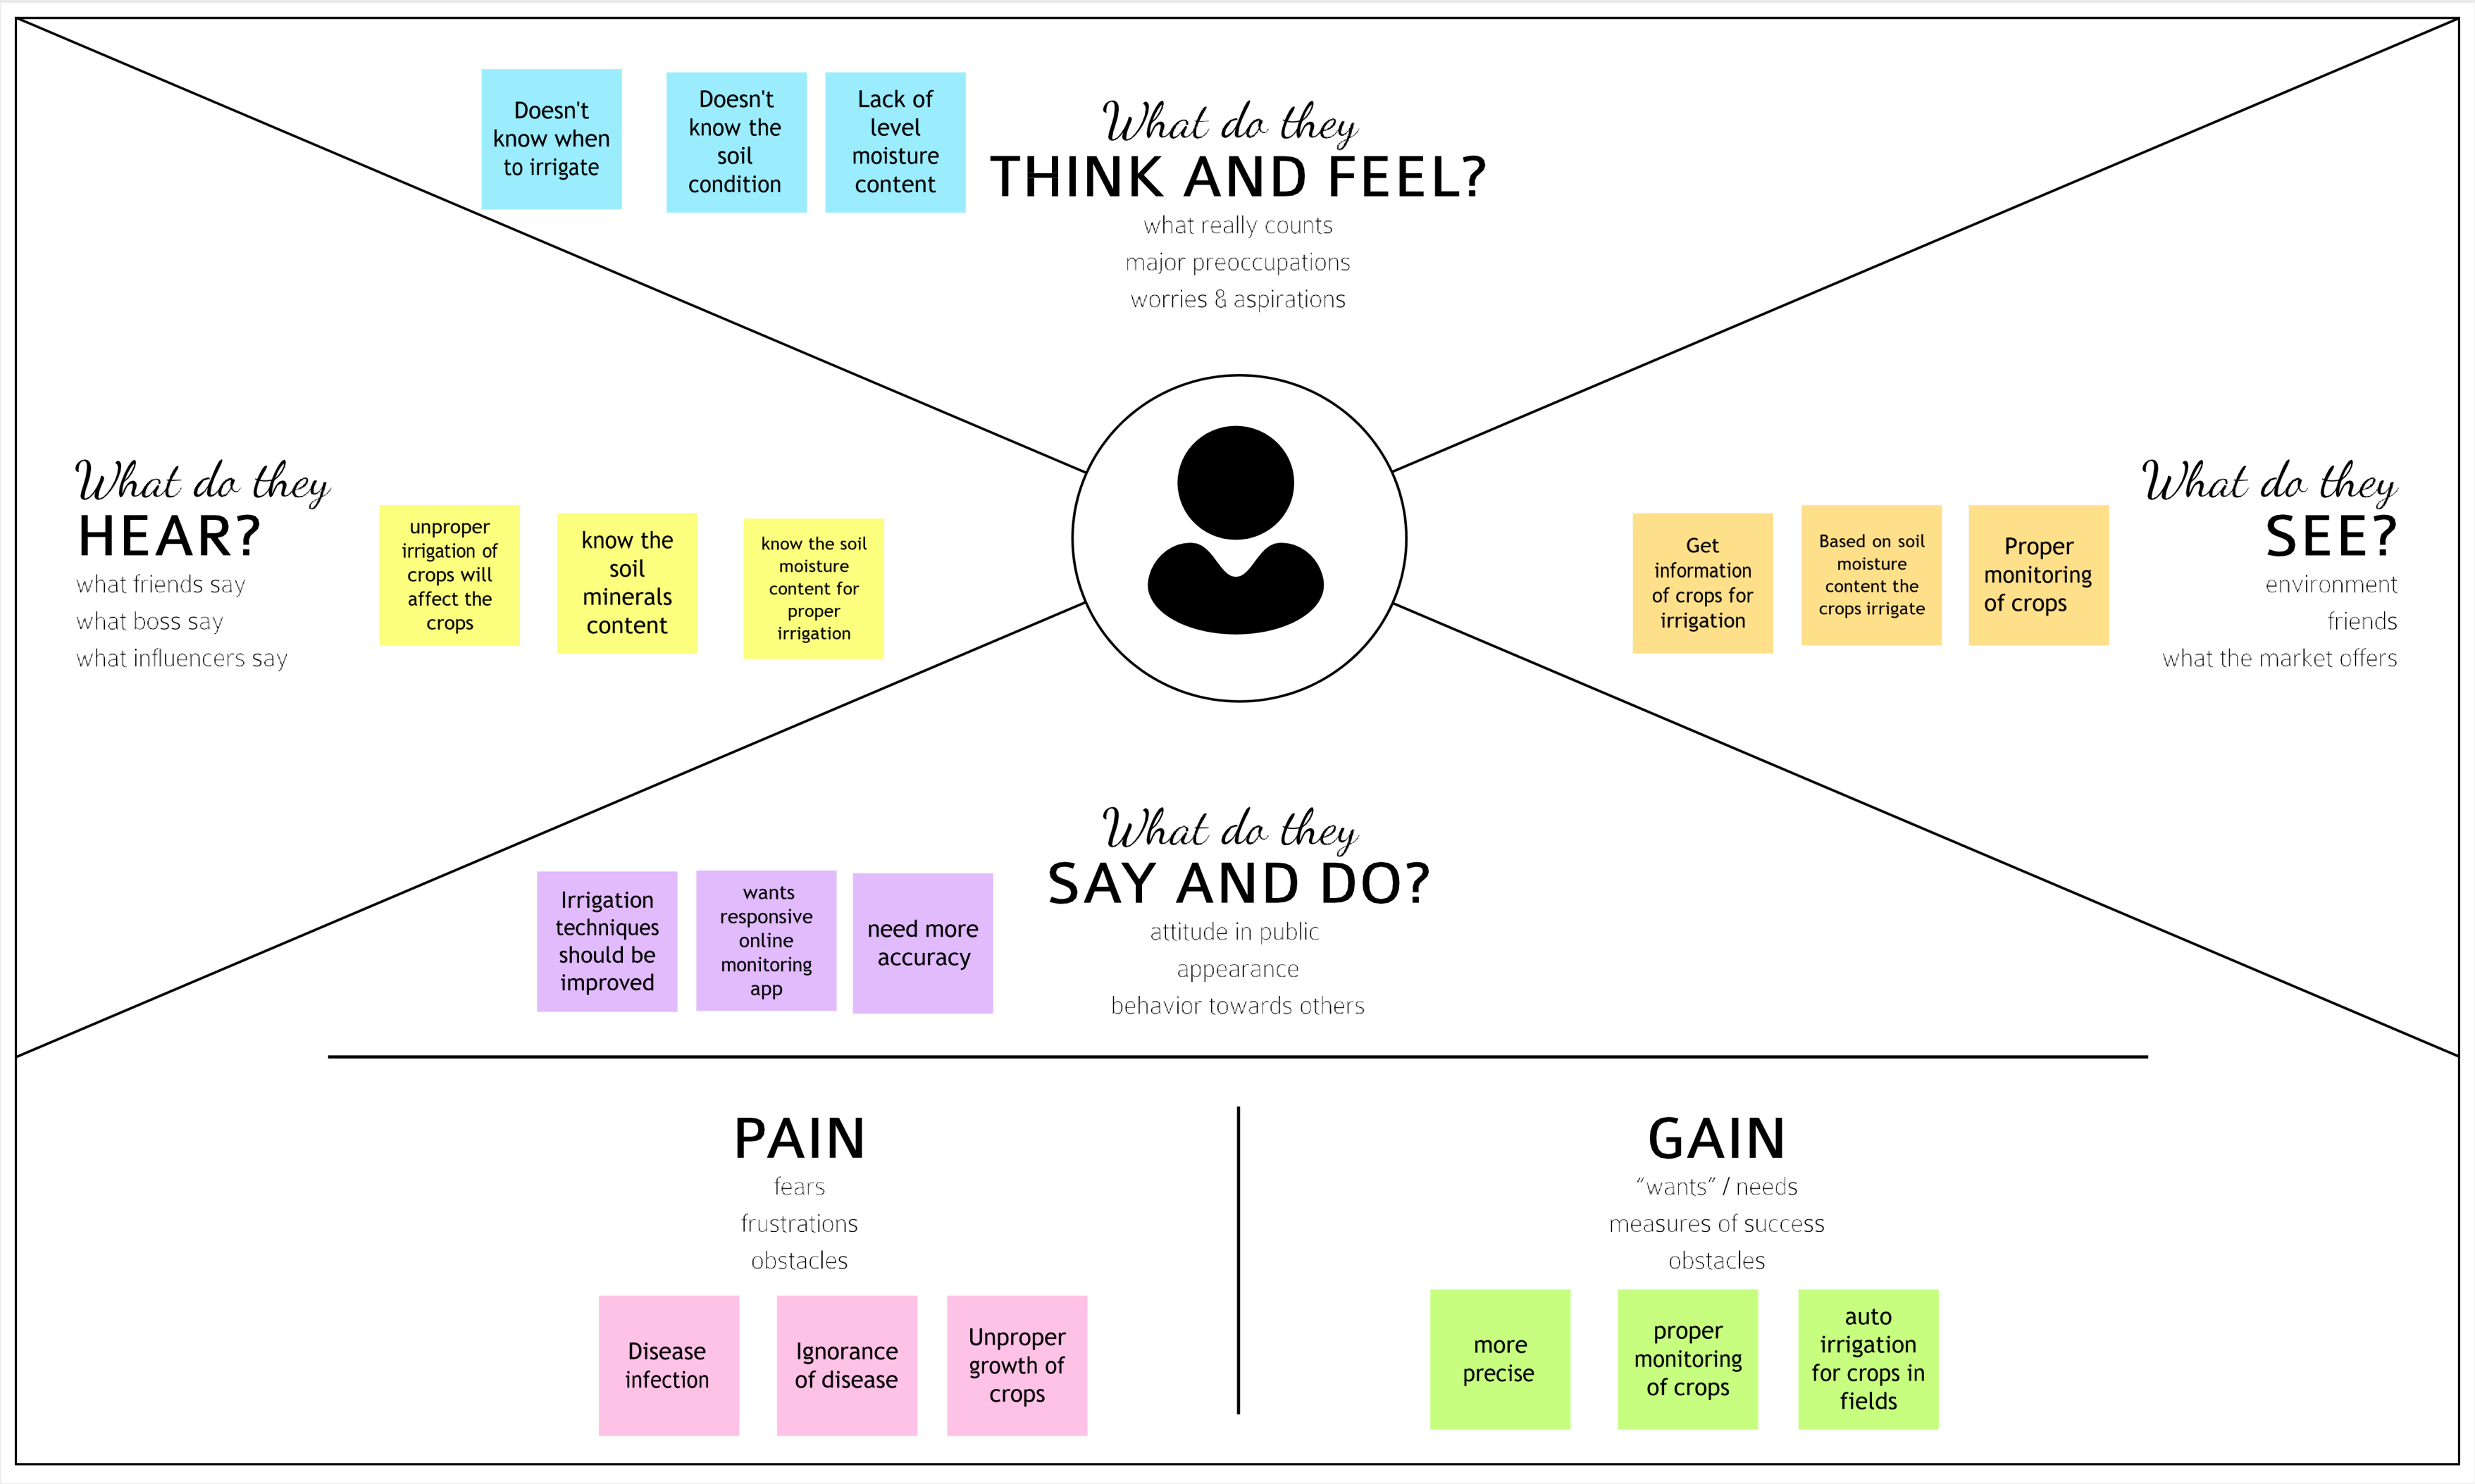 Doesn't
know when
to irrigate
Doesn't
know the
soil
condition
Lack of
level
moisture
content
What do they
THINK AND FEEL?
what really counts
major preoccupations
worries & aspirations
What do they
HEAR?
what friends say
what boss say
what influencers say
unproper
irrigation of
crops will
affect the
crops
know the
soil
minerals
content
know the soil
moisture
content for
proper
irrigation
Get
information
of crops for
irrigation
Based on soil
moisture
content the
crops irrigate
Proper
monitoring
of crops
What do they
SEE?
environment
friends
what the market offers
Irrigation
techniques
should be
improved
wants
responsive
online
monitoring
app
need more
accuracy
What do they
SAY AND DO?
attitude in public
appearance
behavior towards others
PAIN
fears
frustrations
obstacles
Disease
infection
Ignorance
of disease
Unproper
growth of
crops
GAIN
“wants” / needs
measures of success
obstacles
more
precise
proper
monitoring
of crops
auto
irrigation
for crops in
fields